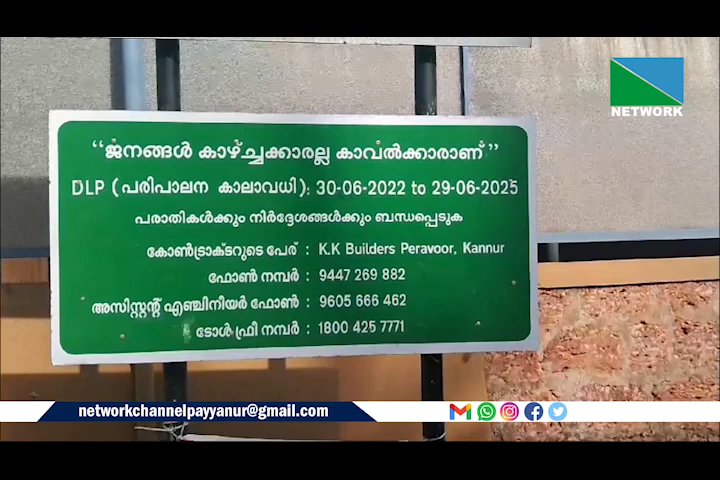 NETWORK
“ജനങ്ങൾ കാഴ്ച്ചക്കാരല്ല കാവൽക്കാരാണ്”
DLP (പരിപാലന കാലാവധി): 30-06-2022 to 29-06-2025
പരാതികൾക്കും നിർദ്ദേശങ്ങൾക്കും ബന്ധപ്പെടുക
കോൺട്രാക്ടറുടെ പേര് : K.K Builders Peravoor, Kannur
ഫോൺ നമ്പർ : 9447 269 882
അസിസ്റ്റന്റ് എഞ്ചിനീയർ ഫോൺ : 9605 666 462
ടോൾഫ്രീ നമ്പർ : 1800 425 7771
networkchannelpayyanur@gmail.com